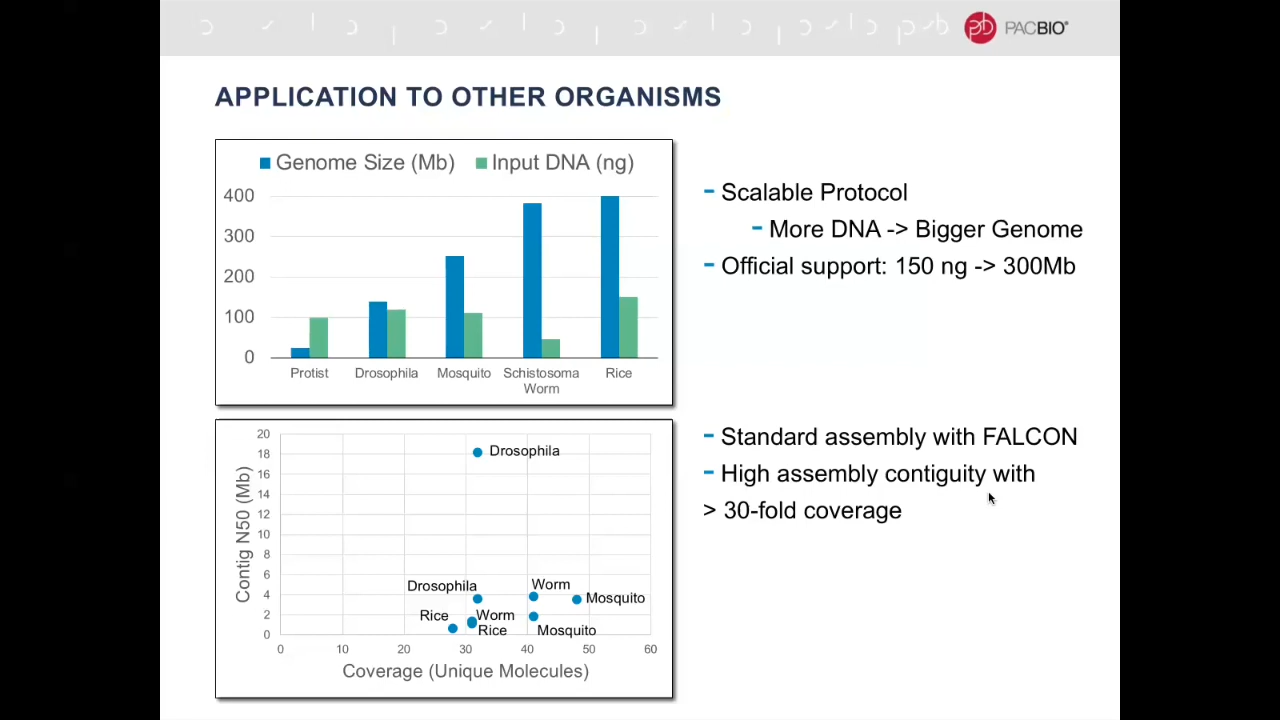 PACBIO®
APPLICATION TO OTHER ORGANISMS
Genome Size (Mb) Input DNA (ng)
400
300
200
100
0
Protist Drosophila Mosquito Schistosoma Worm Rice
- Scalable Protocol
- More DNA -> Bigger Genome
- Official support: 150 ng -> 300Mb
20
18
16
14
12
10
8
6
4
2
0
Contig N50 (Mb)
Drosophila
Drosophila
Worm
Mosquito
Rice
Worm
Rice
Mosquito
0 10 20 30 40 50 60
Coverage (Unique Molecules)
- Standard assembly with FALCON
- High assembly contiguity with
> 30-fold coverage